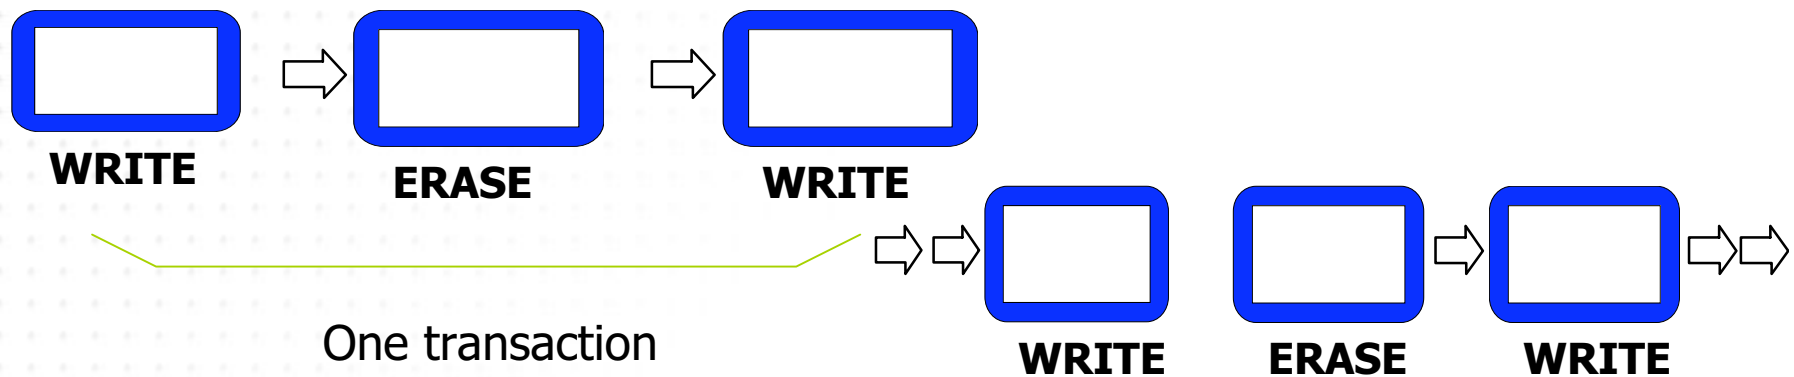 WRITE
ERASE
WRITE
One transaction
WRITE
ERASE
WRITE